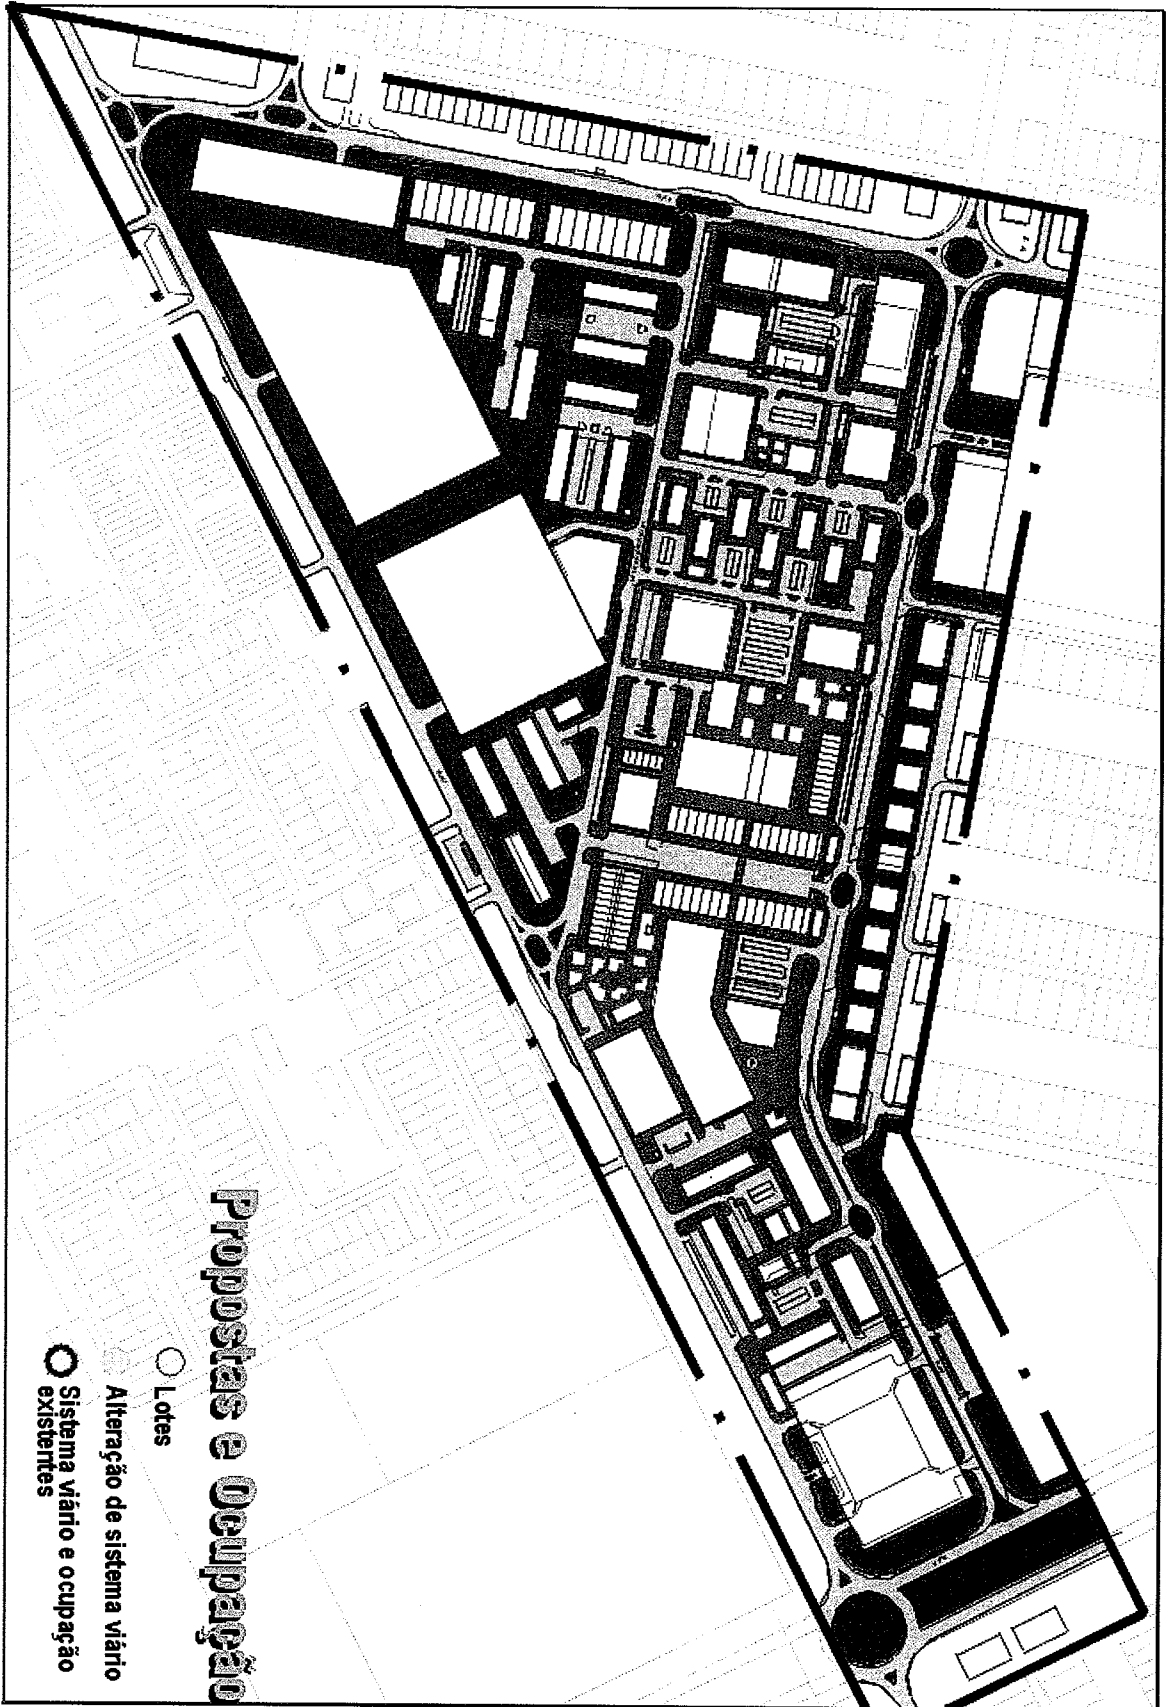 Propostas e Ocupação
Lotes
Alteração de sistema viário
Sistema viário e ocupação
existentes